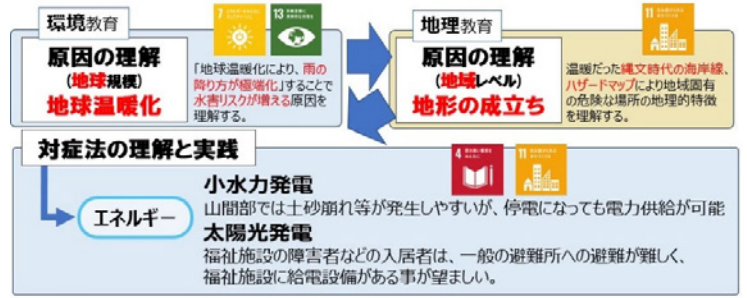 環境教育
原因の理解
(地球規模)
地球温暖化
7
13
「地球温暖化により、雨の
降り方が極端化」することで
水害リスクが増える原因を
理解する。
地理教育
原因の理解
(地域レベル)
地形の成立ち
11
温暖だった縄文時代の海岸線、
ハザードマップにより地域固有
の危険な場所の地理的特徴
を理解する。
対症法の理解と実践
4
11
エネルギー
小水力発電
山間部では土砂崩れ等が発生しやすいが、停電になっても電力供給が可能
太陽光発電
福祉施設の障害者などの入居者は、一般の避難所への避難が難しく、
福祉施設に給電設備がある事が望ましい。